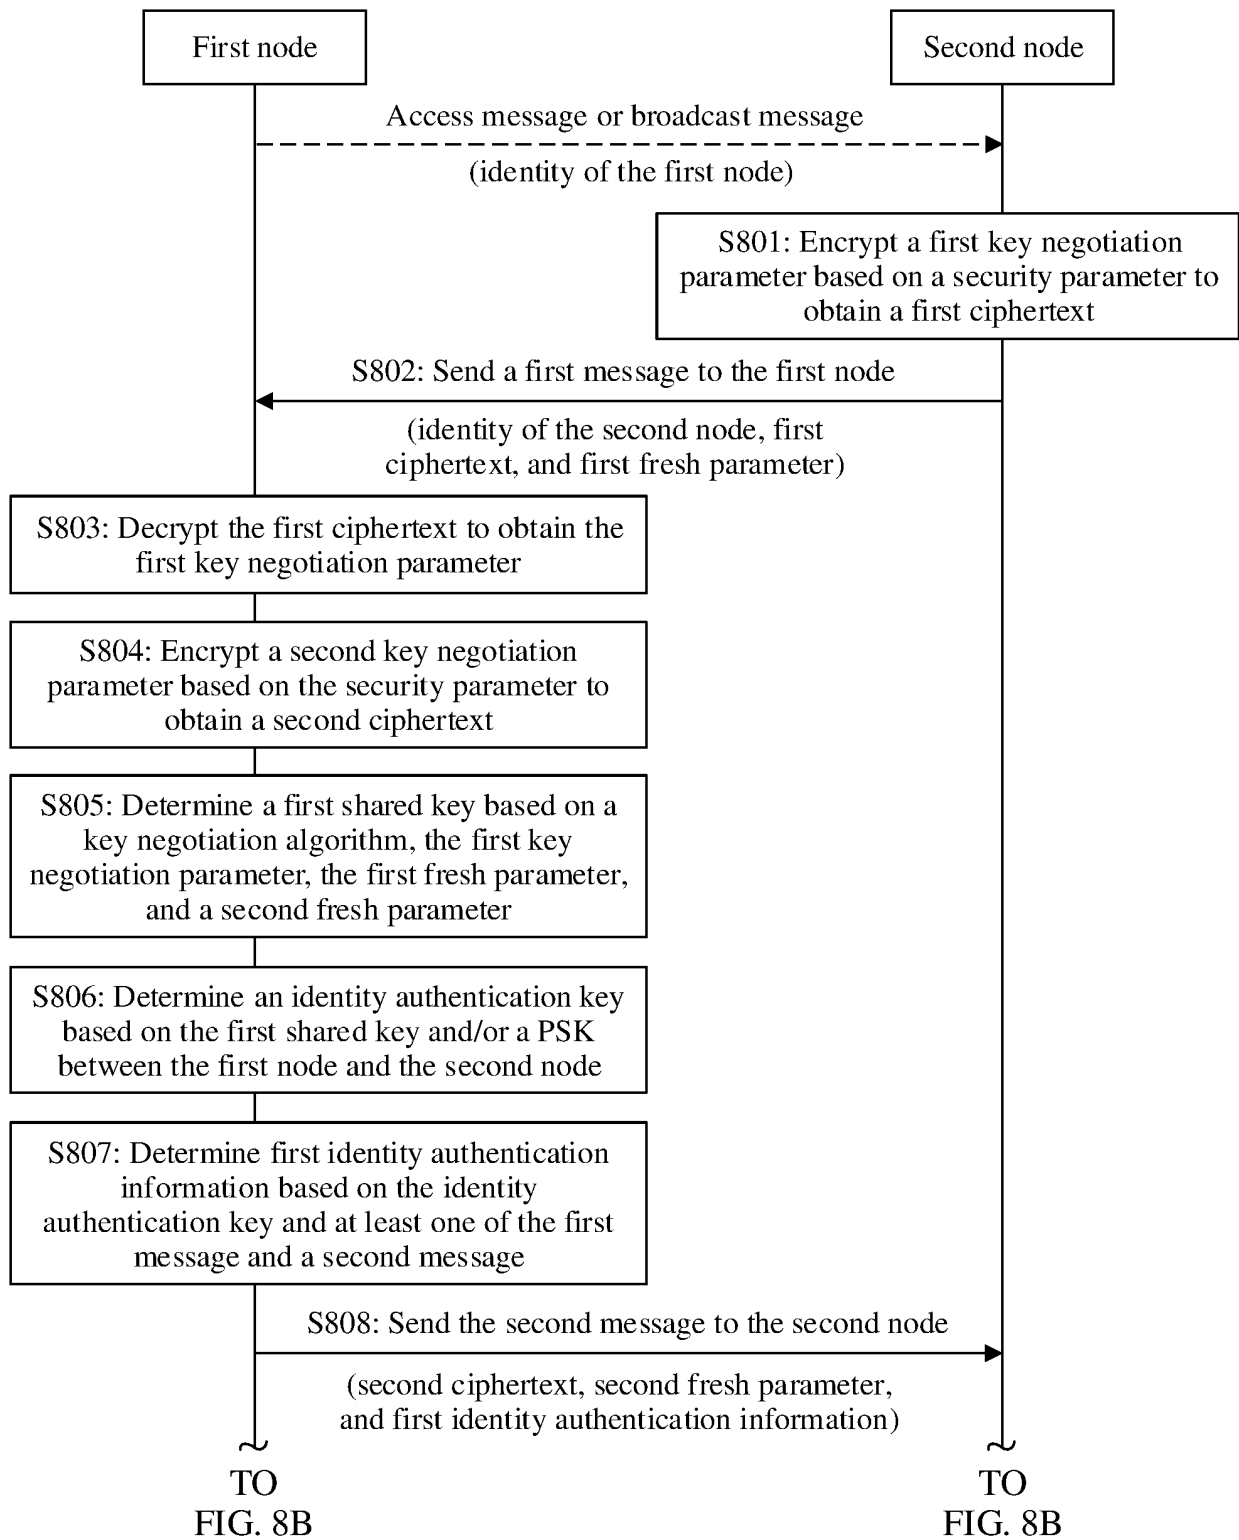 First node
Second node
Access message or broadcast message
(identity of the first node)
S801: Encrypt a first key negotiation
parameter based on a security parameter to
obtain a first ciphertext
S802: Send a first message to the first node
(identity of the second node, first
ciphertext, and first fresh parameter)
S803: Decrypt the first ciphertext to obtain the
first key negotiation parameter
S804: Encrypt a second key negotiation
parameter based on the security parameter to
obtain a second ciphertext
S805: Determine a first shared key based on a
key negotiation algorithm, the first key
negotiation parameter, the first fresh parameter,
and a second fresh parameter
S806: Determine an identity authentication key
based on the first shared key and/or a PSK
between the first node and the second node
S807: Determine first identity authentication
information based on the identity
authentication key and at least one of the first
message and a second message
S808: Send the second message to the second node
(second ciphertext, second fresh parameter,
and first identity authentication information)
TO
FIG. 8B
TO
FIG. 8B